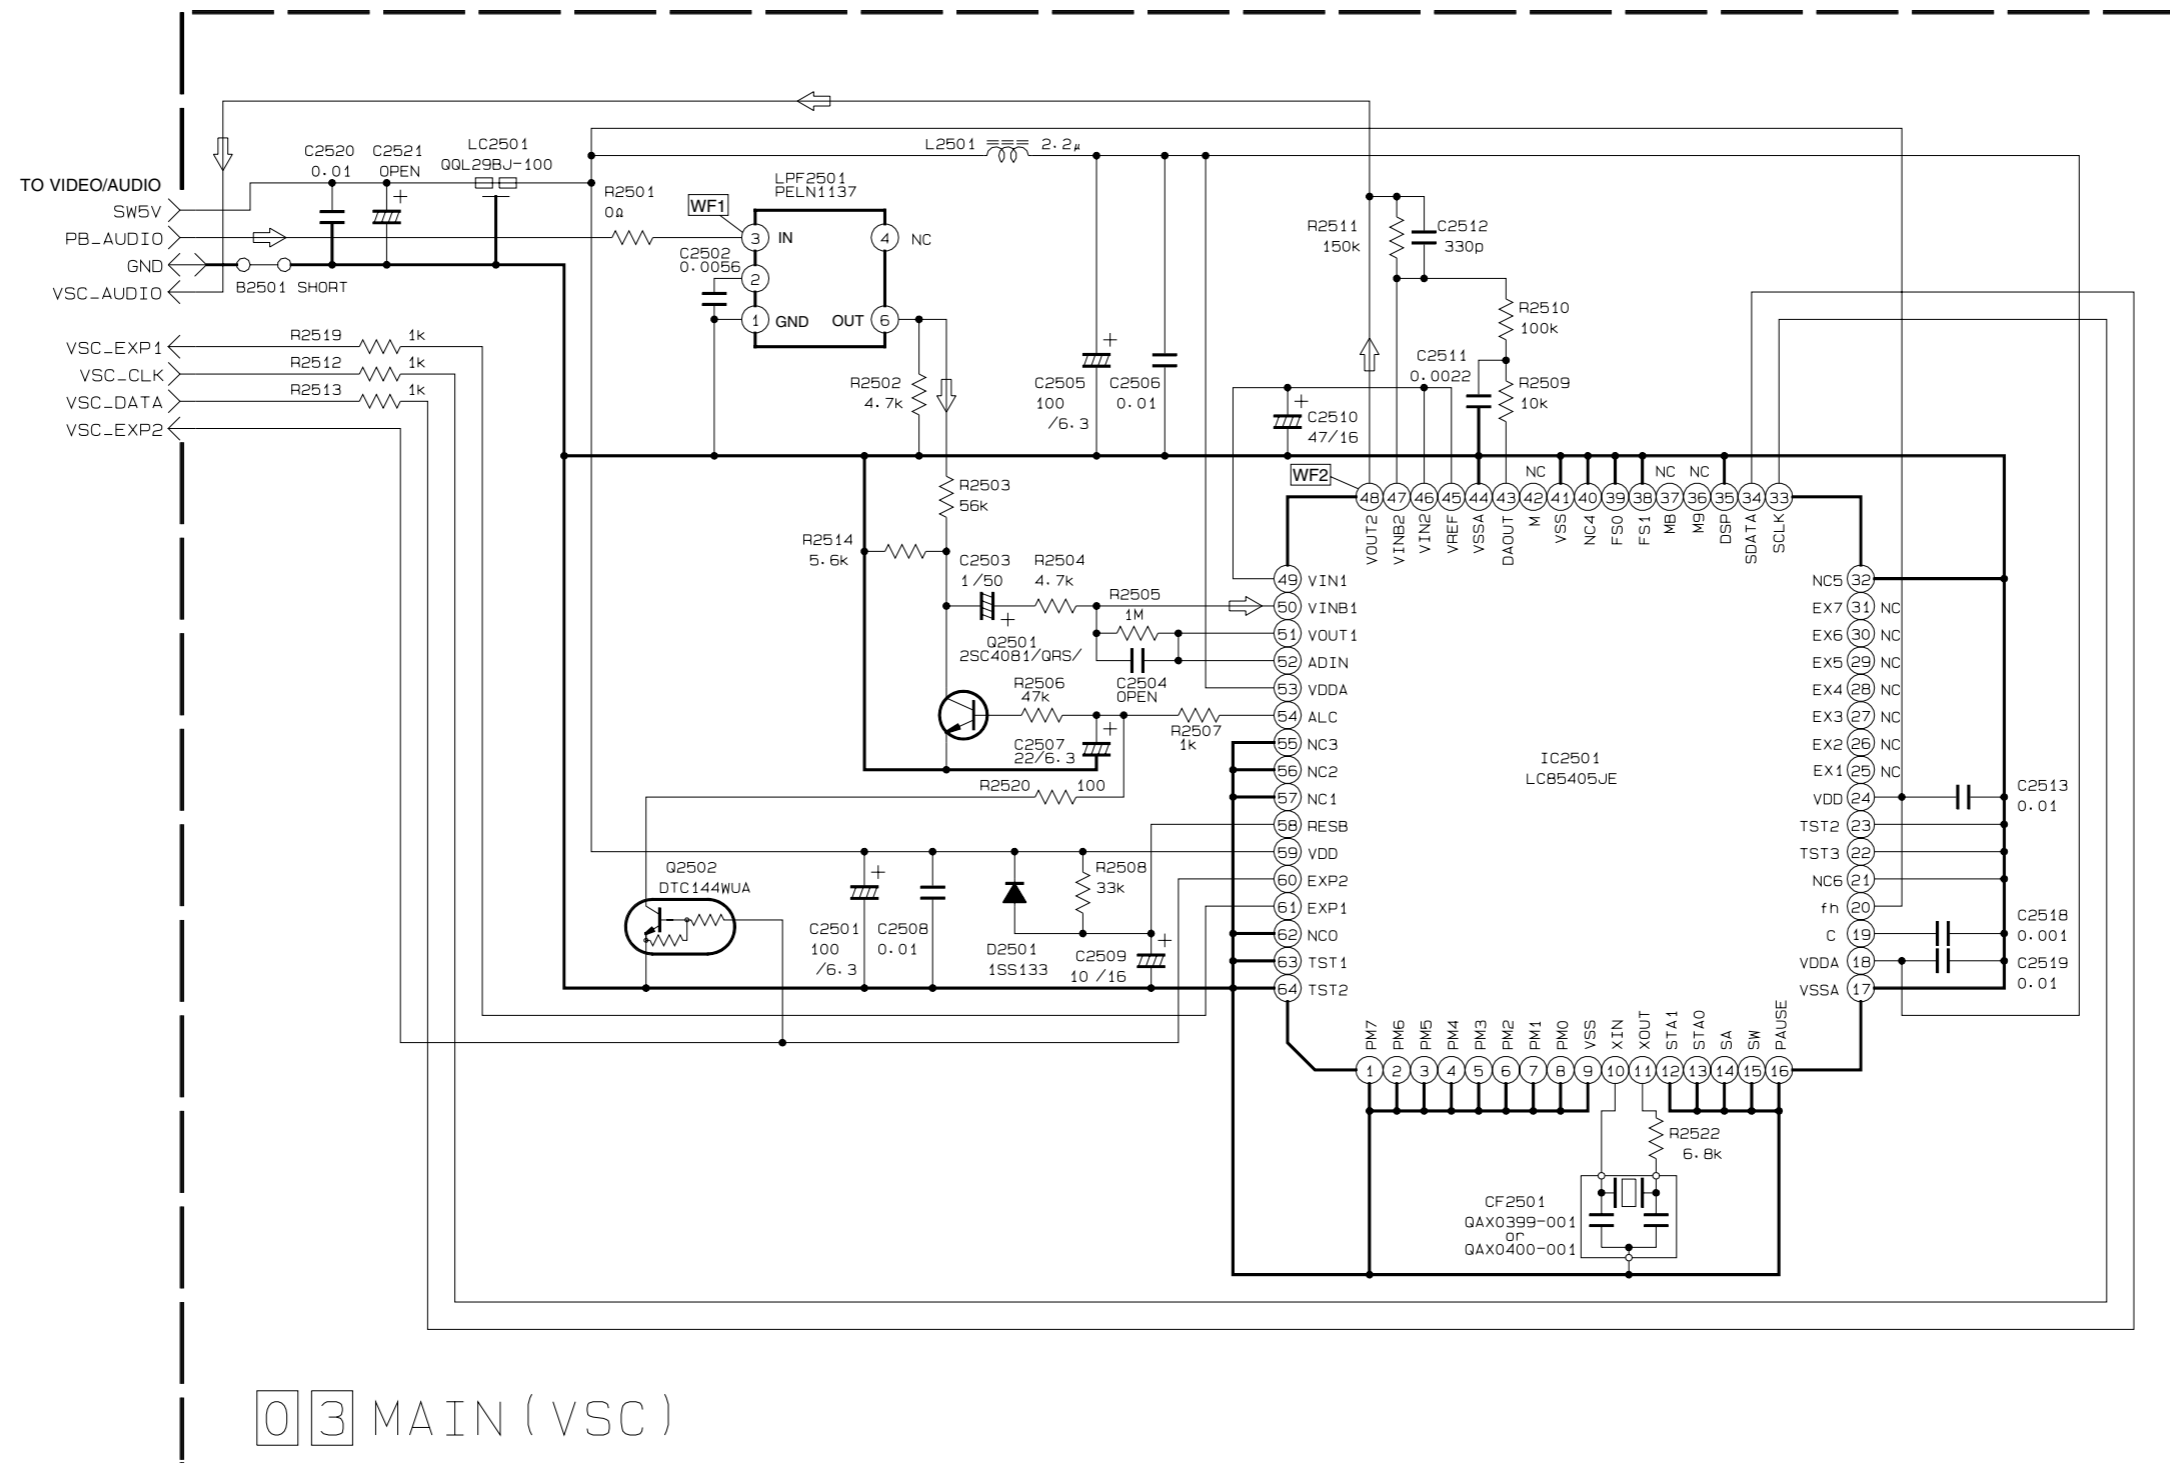 TO VIDEO/AUDIO
SW5V
PB_AUDIO
GND
VSC_AUDIO
VSC_EXP1
VSC_CLK
VSC_DATA
VSC_EXP2
C2520
0.01
C2521
OPEN
LC2501
QQL29BJ-100
B2501 SHORT
R2519 1k
R2512 1k
R2513 1k
R2501
0Ω
WF1
LPF2501
PELN1137
3 IN
4 NC
2
1 GND
OUT 6
C2502
0.0056
L2501 2.2μ
R2502
4.7k
C2505
100
/6.3
C2506
0.01
R2503
56k
R2514
5.6k
C2503
1/50
+
R2504
4.7k
R2505
1M
C2504
OPEN
Q2501
2SC4081/QRS/
R2506
47k
C2507
22/6.3
R2507
1k
R2520 100
Q2502
DTC144WUA
C2501
100
/6.3
C2508
0.01
D2501
1SS133
R2508
33k
C2509
10 /16
R2511
150k
C2512
330p
R2510
100k
C2511
0.0022
R2509
10k
C2510
47/16
WF2
NC
NC
NC
48 VOUT2
47 VINB2
46 VIN2
45 VREF
44 VSSA
43 DAOUT
42 M
41 VSS
40 NC4
39 FS0
38 FS1
37 MB
36 M9
35 DSP
34 SDATA
33 SCLK
49 VIN1
50 VINB1
51 VOUT1
52 ADIN
53 VDDA
54 ALC
55 NC3
56 NC2
57 NC1
58 RESB
59 VDD
60 EXP2
61 EXP1
62 NC0
63 TST1
64 TST2
IC2501
LC85405JE
NC5 32
EX7 31 NC
EX6 30 NC
EX5 29 NC
EX4 28 NC
EX3 27 NC
EX2 26 NC
EX1 25 NC
VDD 24
TST2 23
TST3 22
NC6 21
fh 20
C 19
VDDA 18
VSSA 17
C2513
0.01
C2518
0.001
C2519
0.01
PM7 1
PM6 2
PM5 3
PM4 4
PM3 5
PM2 6
PM1 7
PM0 8
VSS 9
XIN 10
XOUT 11
STA1 12
STA0 13
SA 14
SW 15
PAUSE 16
R2522
6.8k
CF2501
QAX0399-001
or
QAX0400-001
03 MAIN(VSC)